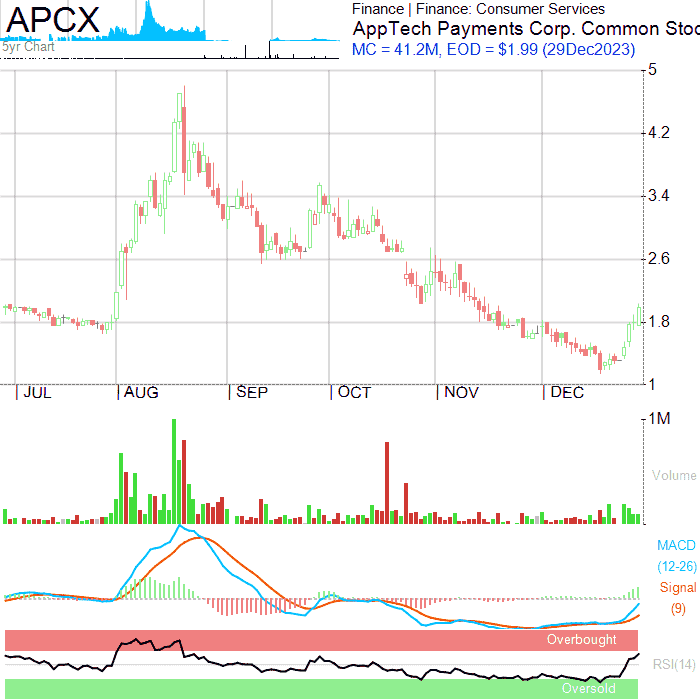 APCX
5yr Chart
Finance | Finance: Consumer Services
AppTech Payments Corp. Common Stoc
MC = 41.2M, EOD = $1.99 (29Dec2023)
5
4.2
3.4
2.6
1.8
1
JUL AUG SEP OCT NOV DEC
1M
Volume
MACD
(12-26)
Signal
(9)
Overbought
RSI(14)
Oversold